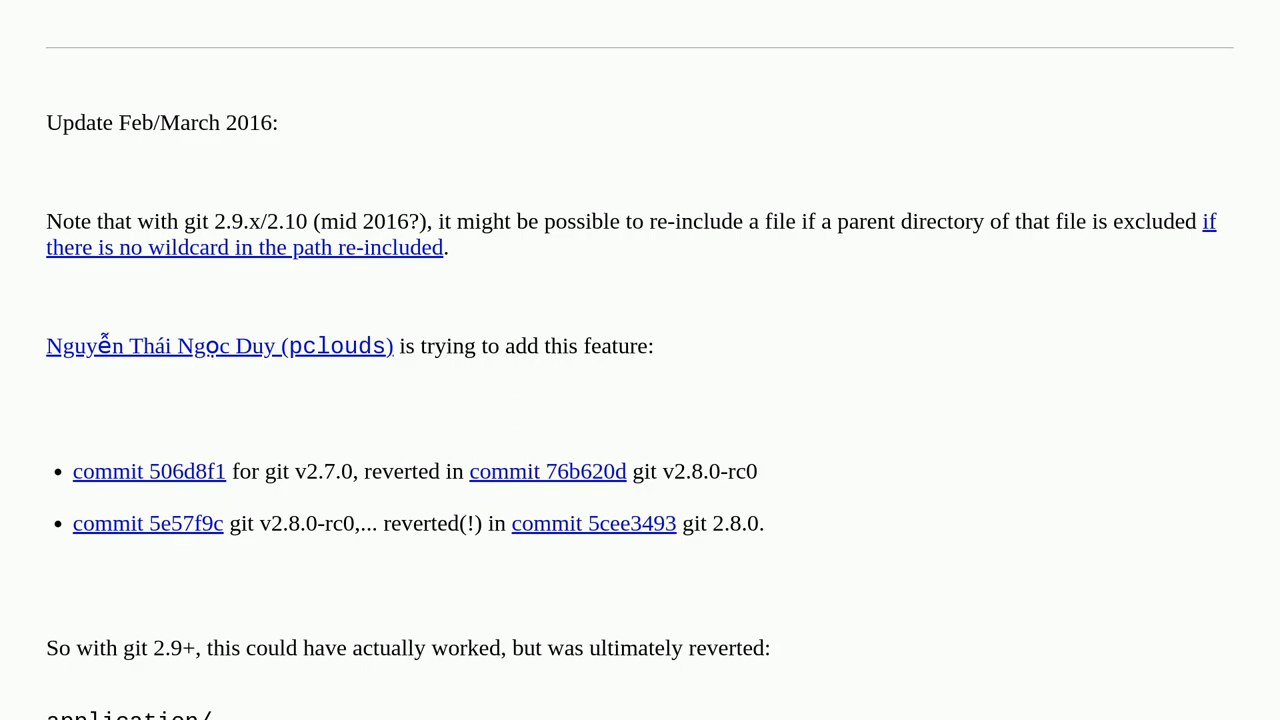 Update Feb/March 2016:
Note that with git 2.9.x/2.10 (mid 2016?), it might be possible to re-include a file if a parent directory of that file is excluded if
there is no wildcard in the path re-included.
Nguyễn Thái Ngọc Duy (pclouds) is trying to add this feature:
• commit 506d8f1 for git v2.7.0, reverted in commit 76b620d git v2.8.0-rc0
• commit 5e57f9c git v2.8.0-rc0,... reverted(!) in commit 5cee3493 git 2.8.0.
So with git 2.9+, this could have actually worked, but was ultimately reverted:
application/